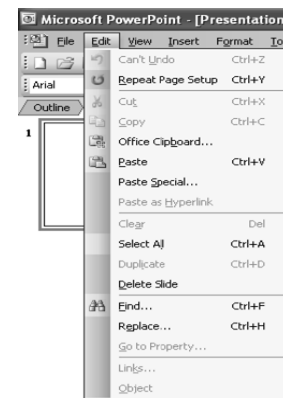 Microsoft PowerPoint - [Presentation
File Edit View Insert Format To
Can't Undo Ctrl+Z
Arial Repeat Page Setup Ctrl+Y
Outline Cut Ctrl+X
1 Copy Ctrl+C
Office Clipboard...
Paste Ctrl+V
Paste Special...
Paste as Hyperlink
Clear Del
Select All Ctrl+A
Duplicate Ctrl+D
Delete Slide
Find... Ctrl+F
Replace... Ctrl+H
Go to Property...
Links...
Object